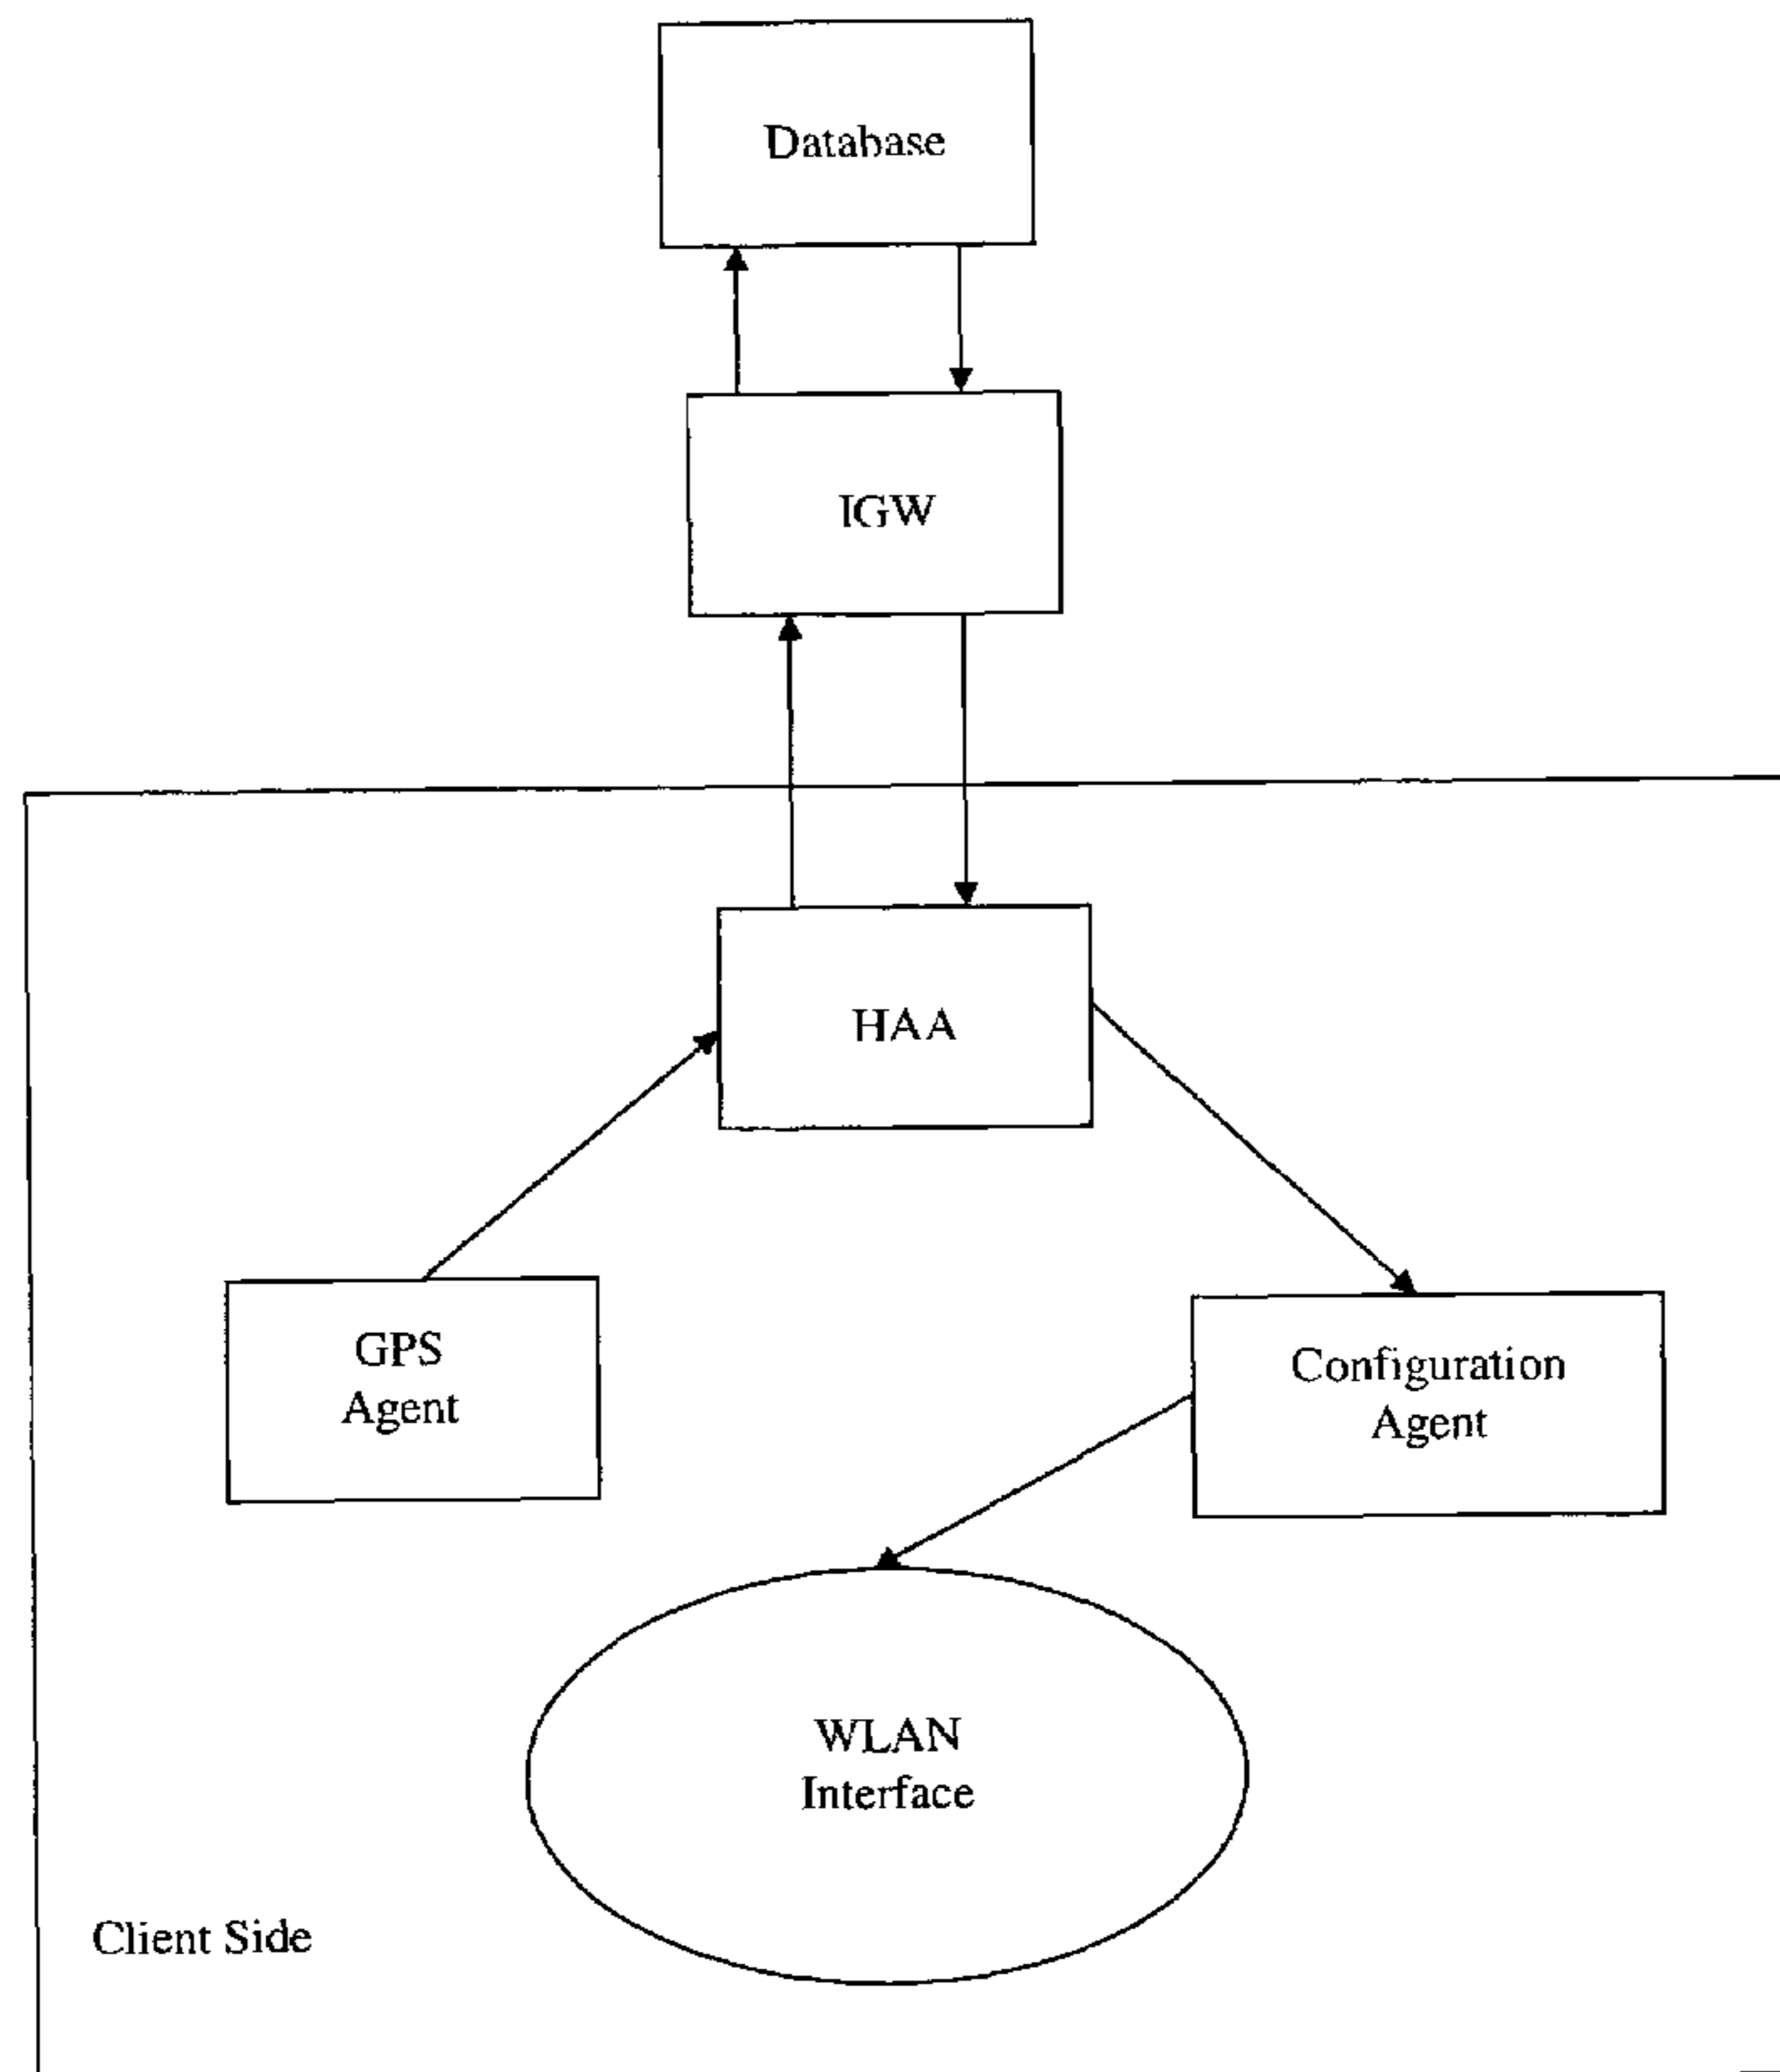 Database
IGW
HAA
GPS
Agent
Configuration
Agent
WLAN
Interface
Client Side